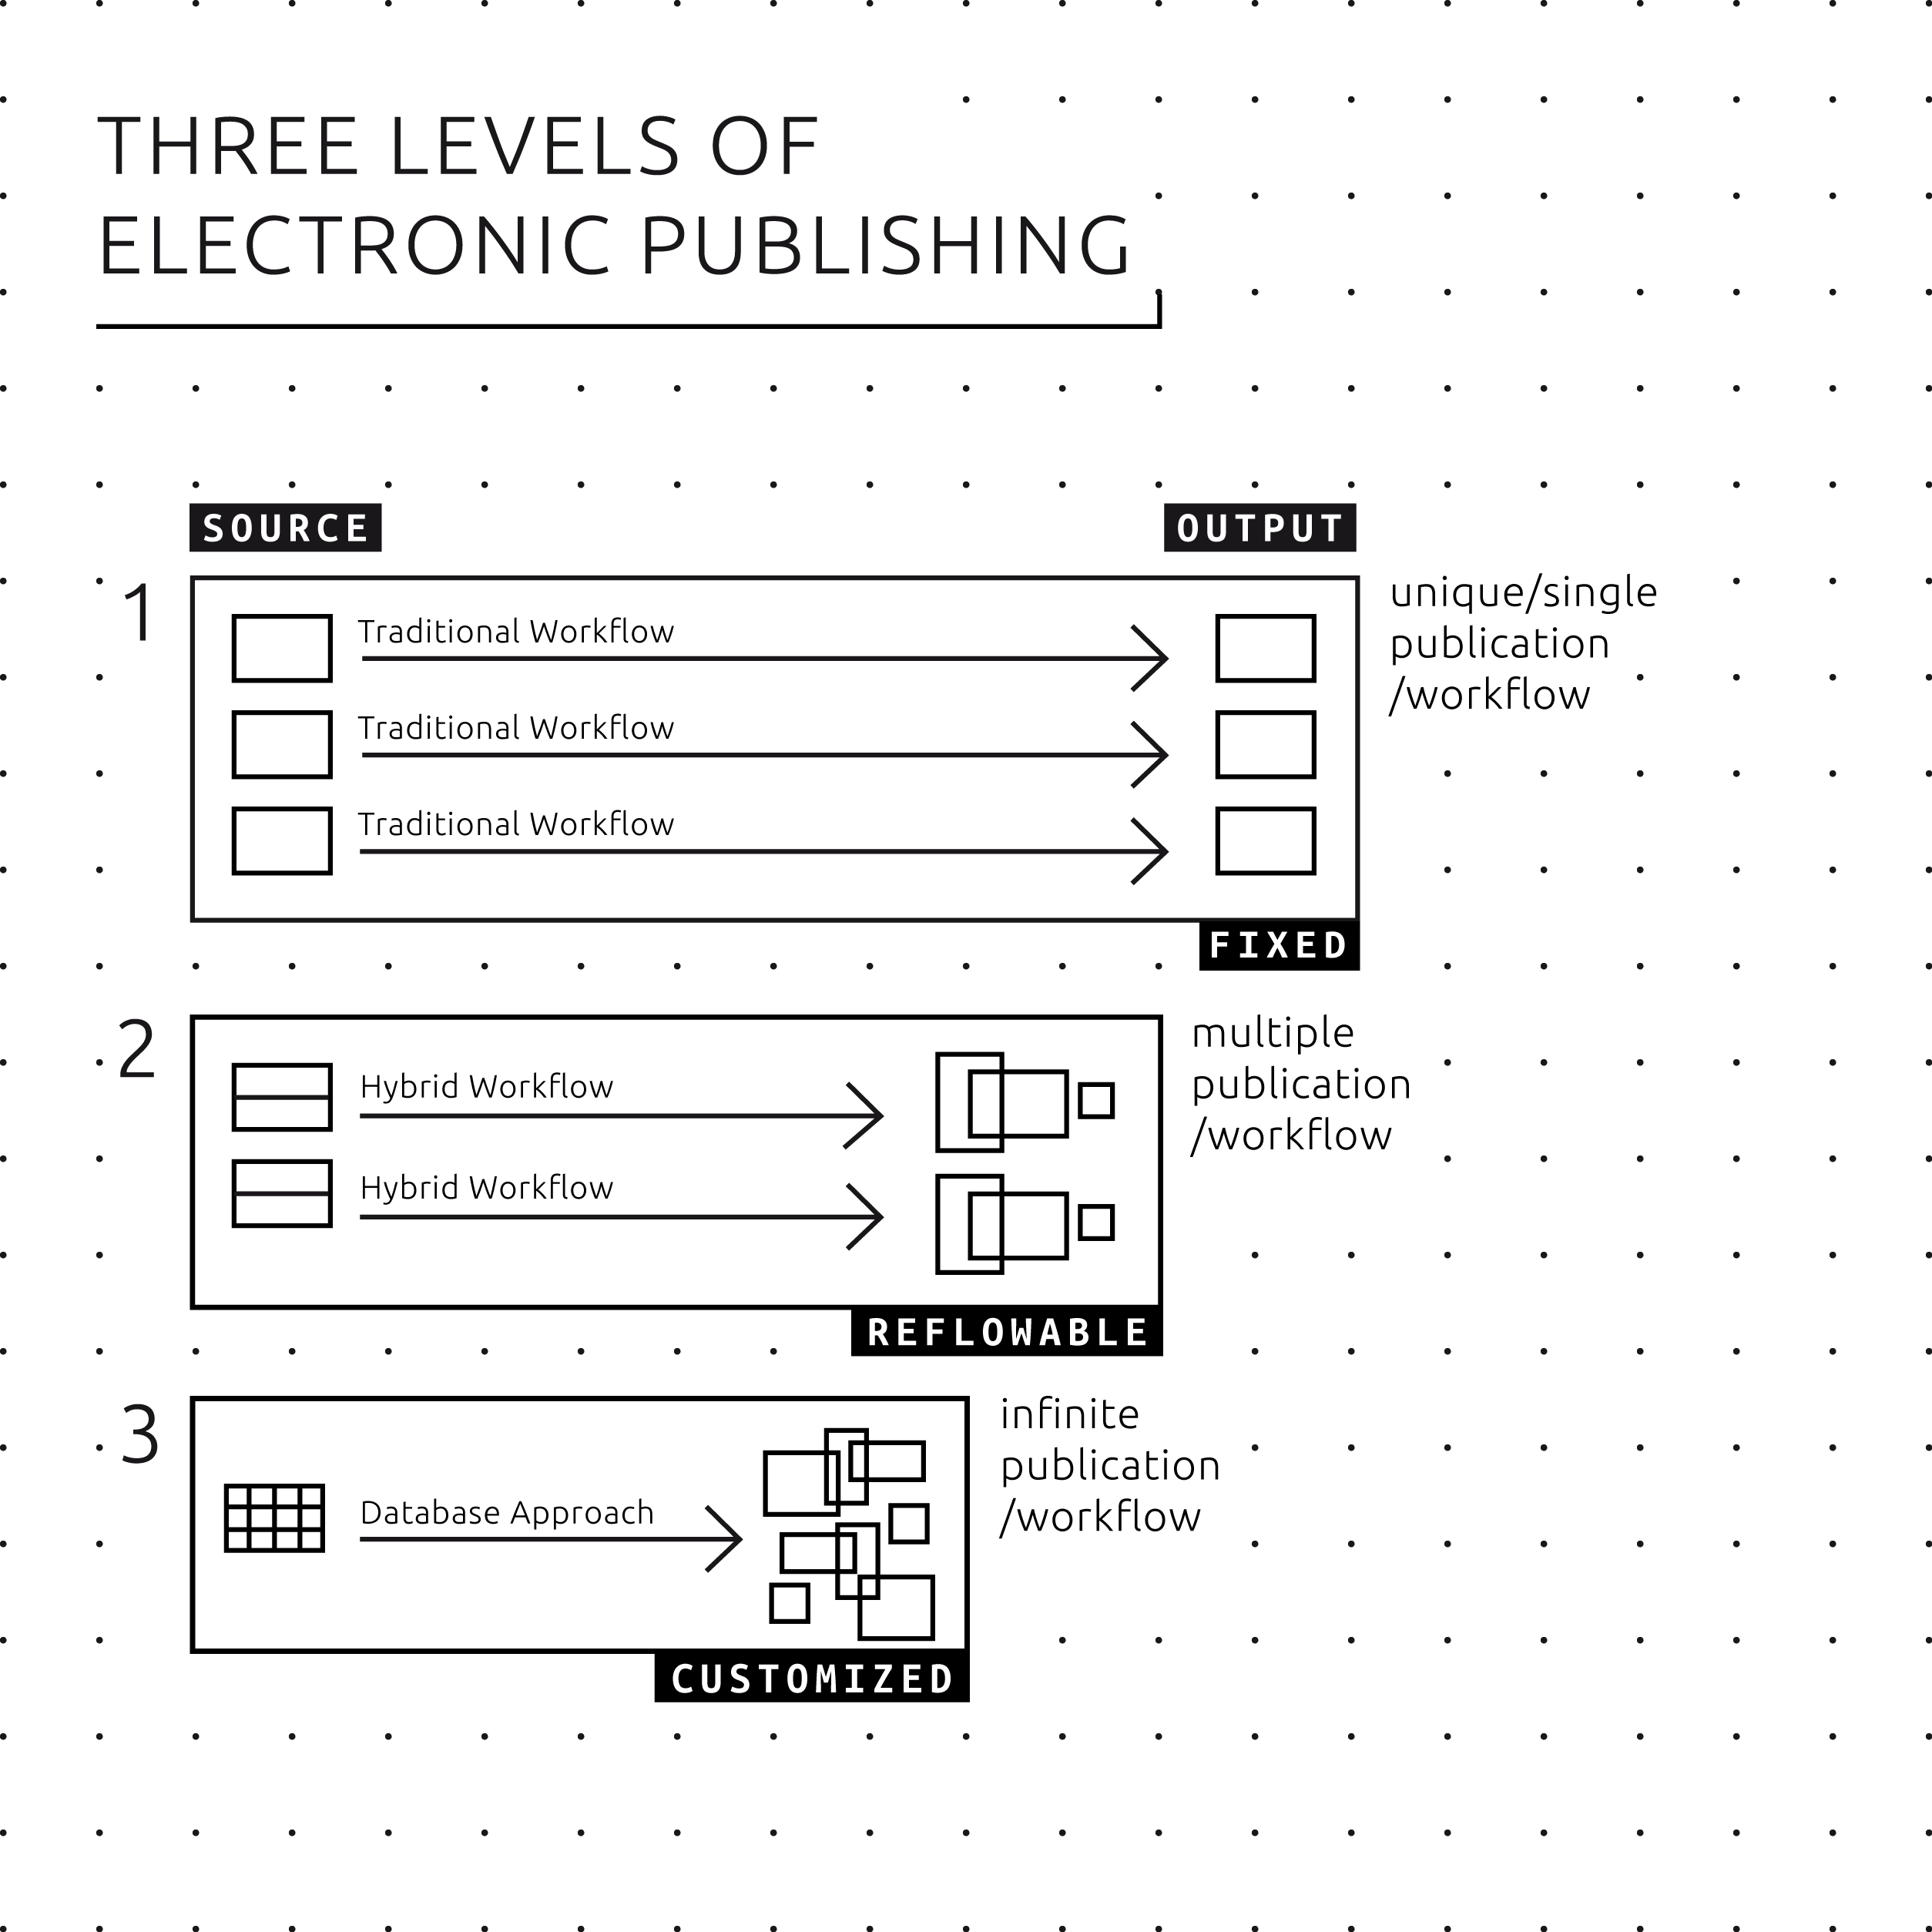 THREE LEVELS OF
ELECTRONIC PUBLISHING
SOURCE
OUTPUT
1
Traditional Workflow
Traditional Workflow
Traditional Workflow
unique/single
publication
/workflow
FIXED
2
Hybrid Workflow
Hybrid Workflow
multiple
publication
/workflow
REFLOWABLE
3
Database Approach
infinite
publication
/workflow
CUSTOMIZED